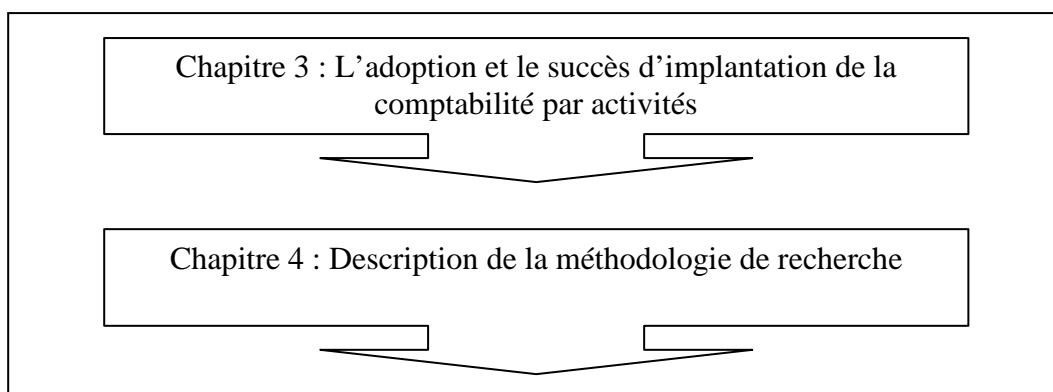 Chapitre 3 : L’adoption et le succès d’implantation de la
comptabilité par activités
Chapitre 4 : Description de la méthodologie de recherche